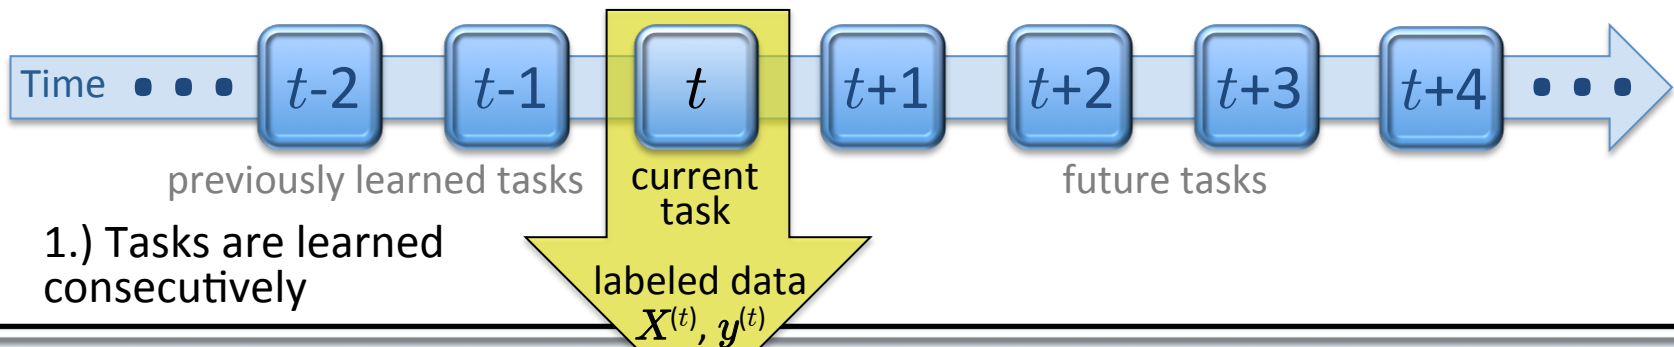 Time • • • t-2 t-1 t t+1 t+2 t+3 t+4 • • •
previously learned tasks
current
task
future tasks
1.) Tasks are learned
consecutively
labeled data
X⁽ᵗ⁾, y⁽ᵗ⁾